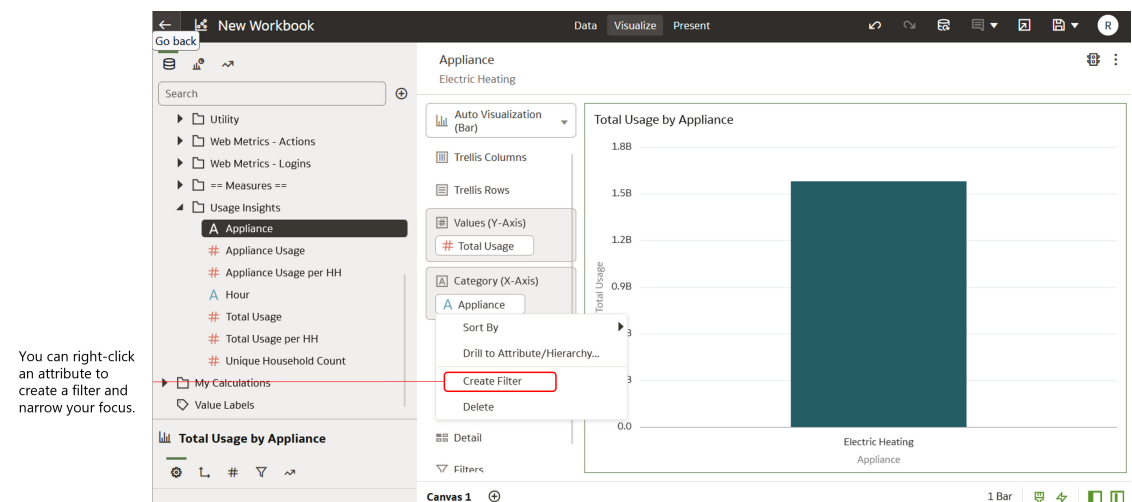 New Workbook
Data
Visualize
Present
R
Go back
Search
Utility
Web Metrics - Actions
Web Metrics - Logins
== Measures ==
Usage Insights
A Appliance
# Appliance Usage
# Appliance Usage per HH
A Hour
# Total Usage
# Total Usage per HH
# Unique Household Count
My Calculations
Value Labels
Total Usage by Appliance
#
You can right-click
an attribute to
create a filter and
narrow your focus.
Appliance
Electric Heating
Auto Visualization
(Bar)
Trellis Columns
Trellis Rows
# Values (Y-Axis)
# Total Usage
A Category (X-Axis)
A Appliance
Sort By
Drill to Attribute/Hierarchy...
Create Filter
Delete
Detail
Filters
Total Usage by Appliance
1.8B
1.5B
1.2B
0.9B
B
B
0.0
Total Usage
Electric Heating
Appliance
Canvas 1
1 Bar